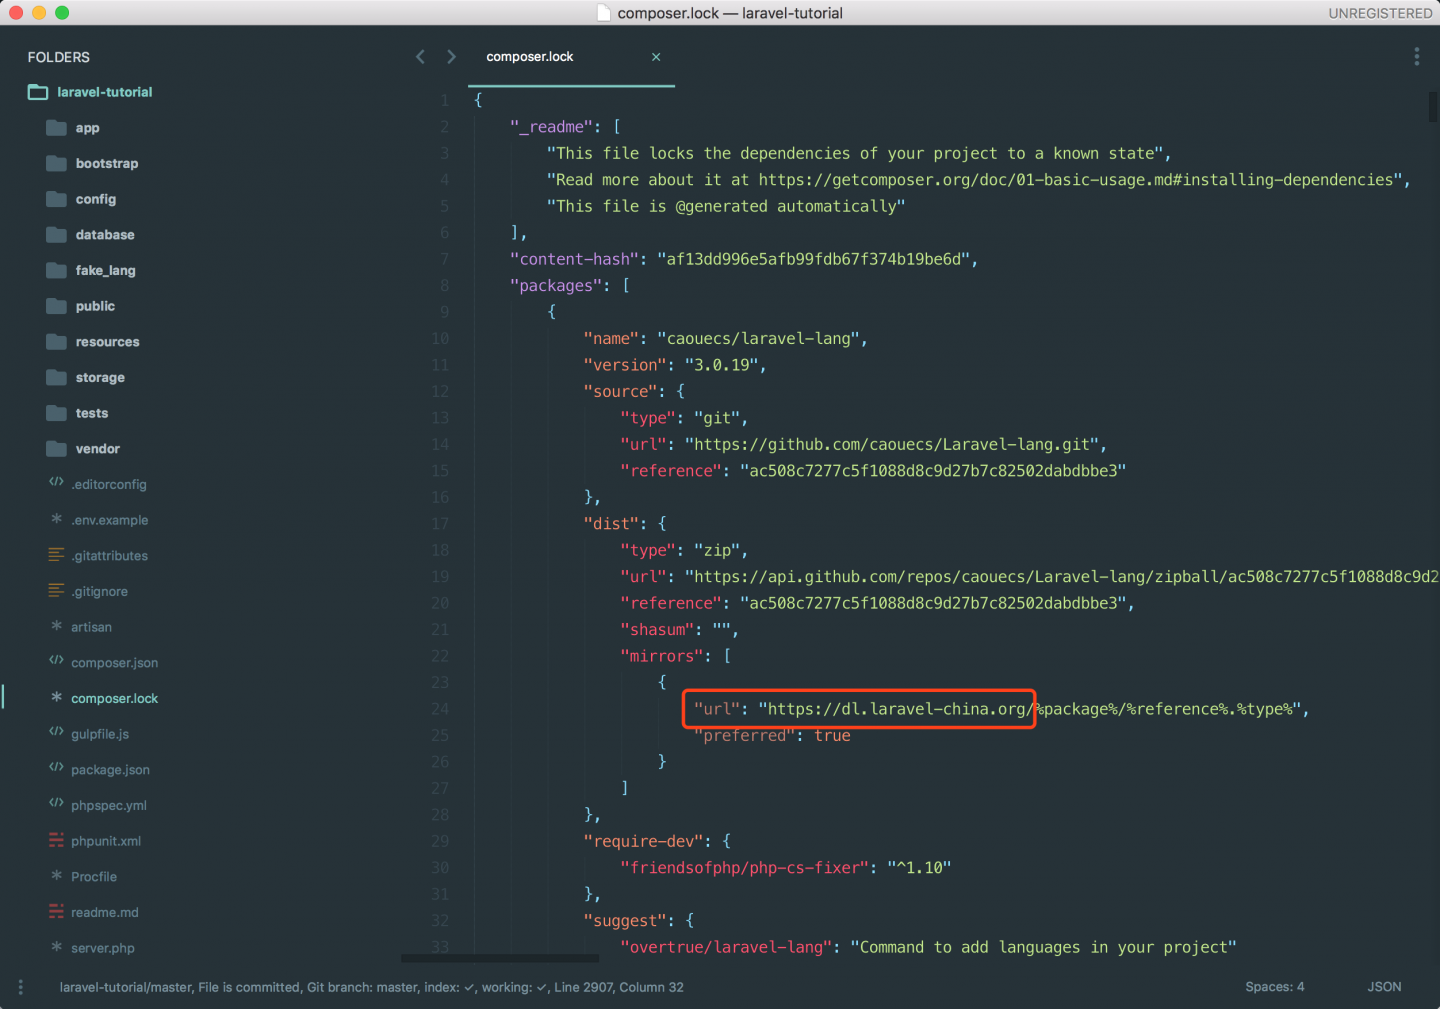 composer.lock — laravel-tutorial
UNREGISTERED
FOLDERS
laravel-tutorial
app
bootstrap
config
database
fake_lang
public
resources
storage
tests
vendor
.editorconfig
.env.example
.gitattributes
.gitignore
artisan
composer.json
composer.lock
gulpfile.js
package.json
phpspec.yml
phpunit.xml
Procfile
readme.md
server.php
composer.lock
1 {
2 "_readme": [
3 "This file locks the dependencies of your project to a known state",
4 "Read more about it at https://getcomposer.org/doc/01-basic-usage.md#installing-dependencies",
5 "This file is @generated automatically"
6 ],
7 "content-hash": "af13dd996e5afb99fdb67f374b19be6d",
8 "packages": [
9 {
10 "name": "caouecs/laravel-lang",
11 "version": "3.0.19",
12 "source": {
13 "type": "git",
14 "url": "https://github.com/caouecs/Laravel-lang.git",
15 "reference": "ac508c7277c5f1088d8c9d27b7c82502dabdbbe3"
16 },
17 "dist": {
18 "type": "zip",
19 "url": "https://api.github.com/repos/caouecs/Laravel-lang/zipball/ac508c7277c5f1088d8c9d2
20 "reference": "ac508c7277c5f1088d8c9d27b7c82502dabdbbe3",
21 "shasum": "",
22 "mirrors": [
23 {
24 "url": "https://dl.laravel-china.org/%package%/%reference%.%type%",
25 "preferred": true
26 }
27 ]
28 },
29 "require-dev": {
30 "friendsofphp/php-cs-fixer": "^1.10"
31 },
32 "suggest": {
33 "overtrue/laravel-lang": "Command to add languages in your project"
laravel-tutorial/master, File is committed, Git branch: master, index: ✓, working: ✓, Line 2907, Column 32
Spaces: 4
JSON